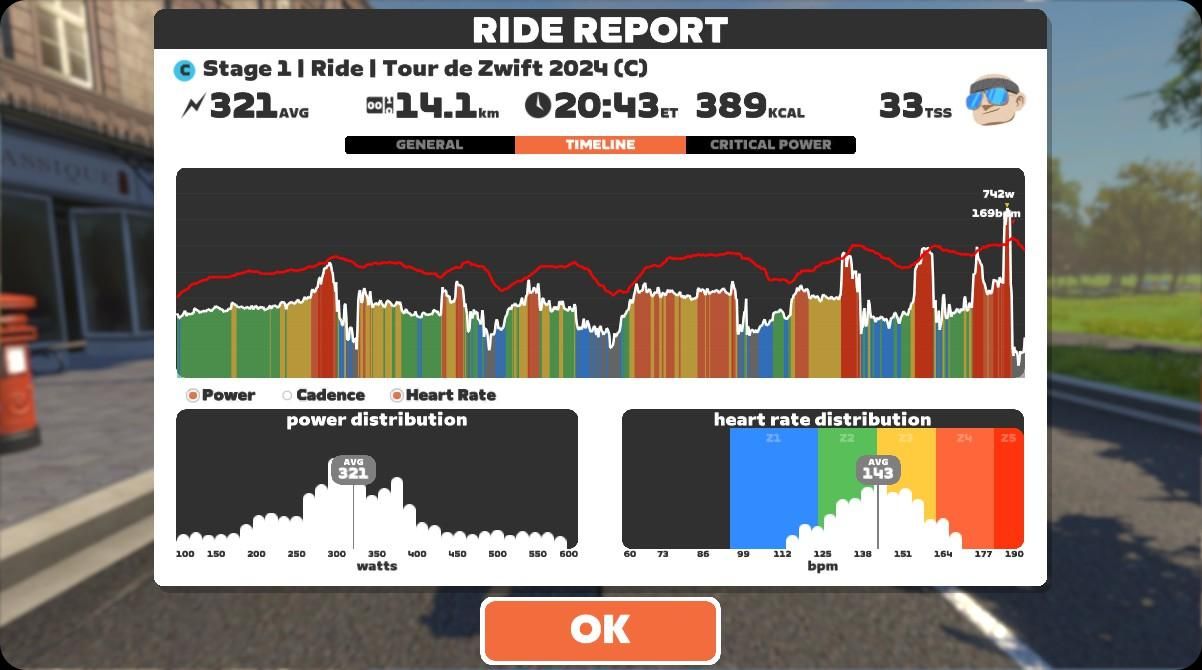 RIDE REPORT
C Stage 1 | Ride | Tour de Zwift 2024 (C)
321AVG 14.1km 20:43ET 389KCAL 33TSS
GENERAL TIMELINE CRITICAL POWER
742w
169bpm
Power Cadence Heart Rate
power distribution
AVG
321
100 150 200 250 300 350 400 450 500 550 600
watts
heart rate distribution
Z1 Z2 Z3 Z4 Z5
AVG
143
60 73 86 99 112 125 138 151 164 177 190
bpm
OK